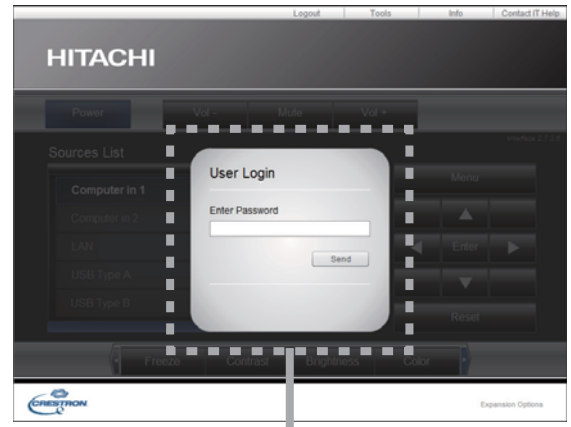 Logout Tools Info Contact IT Help
HITACHI
Power Vol - Mute Vol +
Sources List
Computer in 1
Computer in 2
LAN
USB Type A
USB Type B
User Login
Enter Password
Send
Menu
Enter
Reset
Freeze Contrast Brightness Color
CRESTRON
Expansion Options